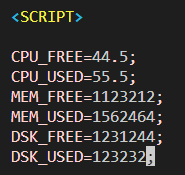 <SCRIPT>
CPU_FREE=44.5;
CPU_USED=55.5;
MEM_FREE=1123212;
MEM_USED=1562464;
DSK_FREE=1231244;
DSK_USED=123232;